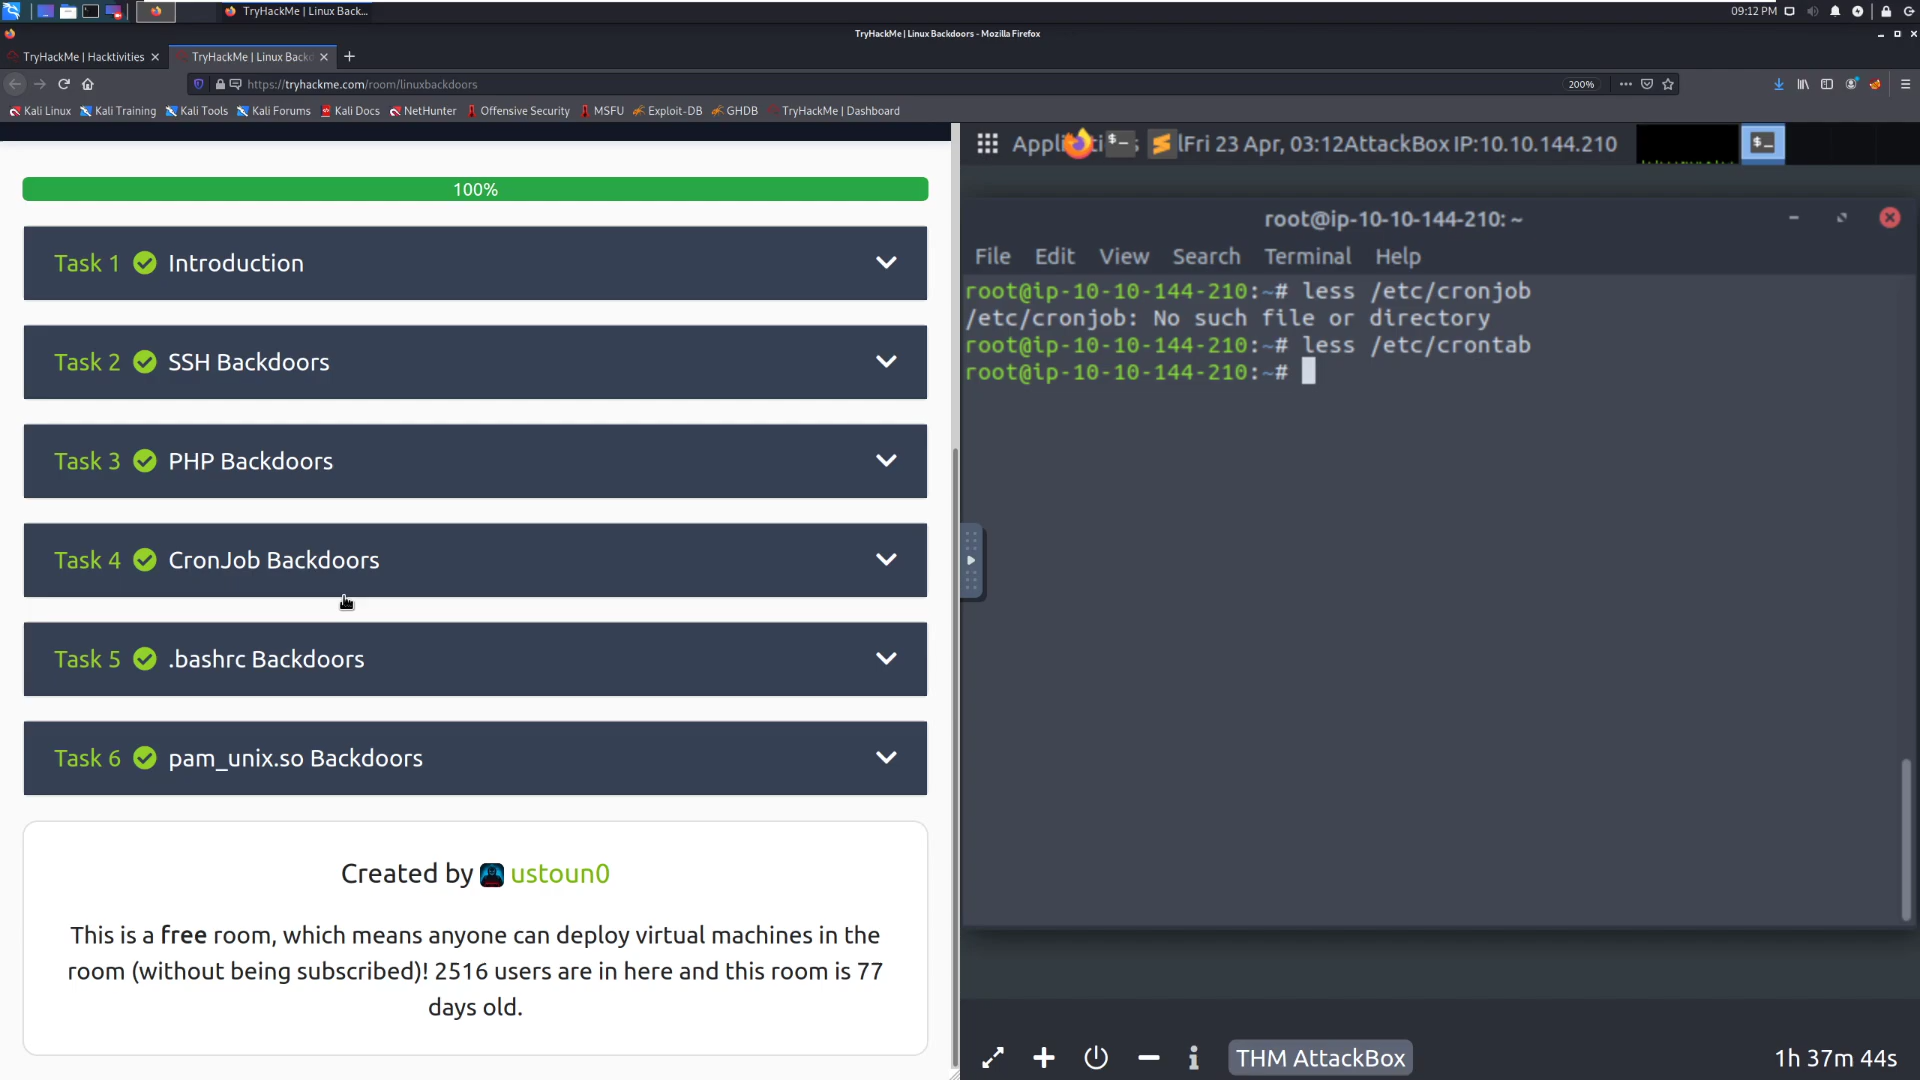 TryHackMe | Linux Back...
09:12 PM
TryHackMe | Linux Backdoors - Mozilla Firefox
TryHackMe | Hacktivities
TryHackMe | Linux Backd
https://tryhackme.com/room/linuxbackdoors
200%
Kali Linux Kali Training Kali Tools Kali Forums Kali Docs NetHunter Offensive Security MSFU Exploit-DB GHDB TryHackMe | Dashboard
100%
Task 1 Introduction
Task 2 SSH Backdoors
Task 3 PHP Backdoors
Task 4 CronJob Backdoors
Task 5 .bashrc Backdoors
Task 6 pam_unix.so Backdoors
Created by ustoun0
This is a free room, which means anyone can deploy virtual machines in the
room (without being subscribed)! 2516 users are in here and this room is 77
days old.
Fri 23 Apr, 03:12 AttackBox IP:10.10.144.210
root@ip-10-10-144-210: ~
File Edit View Search Terminal Help
root@ip-10-10-144-210:~# less /etc/cronjob
/etc/cronjob: No such file or directory
root@ip-10-10-144-210:~# less /etc/crontab
root@ip-10-10-144-210:~#
THM AttackBox
1h 37m 44s